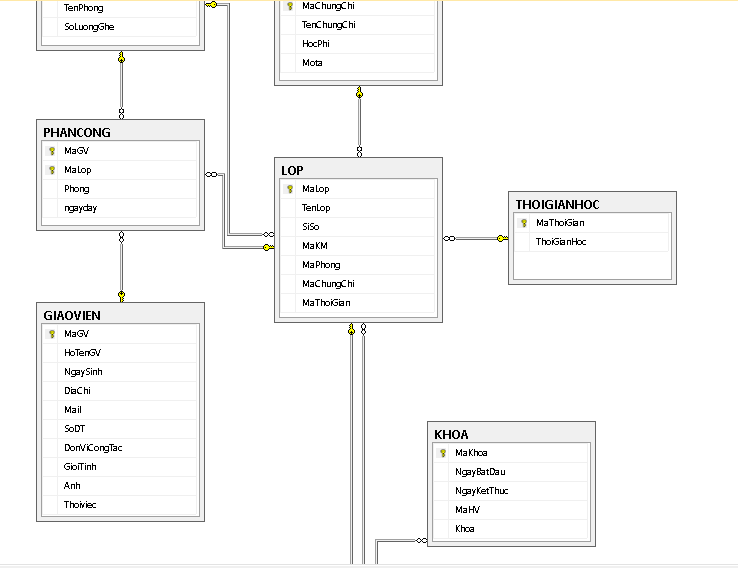 TenPhong
SoLuongGhe
MaChungChi
TenChungChi
HocPhi
Mota
PHANCONG
MaGV
MaLop
Phong
ngayday
LOP
MaLop
TenLop
SiSo
MaKM
MaPhong
MaChungChi
MaThoiGian
THOIGIANHOC
MaThoiGian
ThoiGianHoc
GIAOVIEN
MaGV
HoTenGV
NgaySinh
DiaChi
Mail
SoDT
DonViCongTac
GioiTinh
Anh
Thoiviec
KHOA
MaKhoa
NgayBatDau
NgayKetThuc
MaHV
Khoa